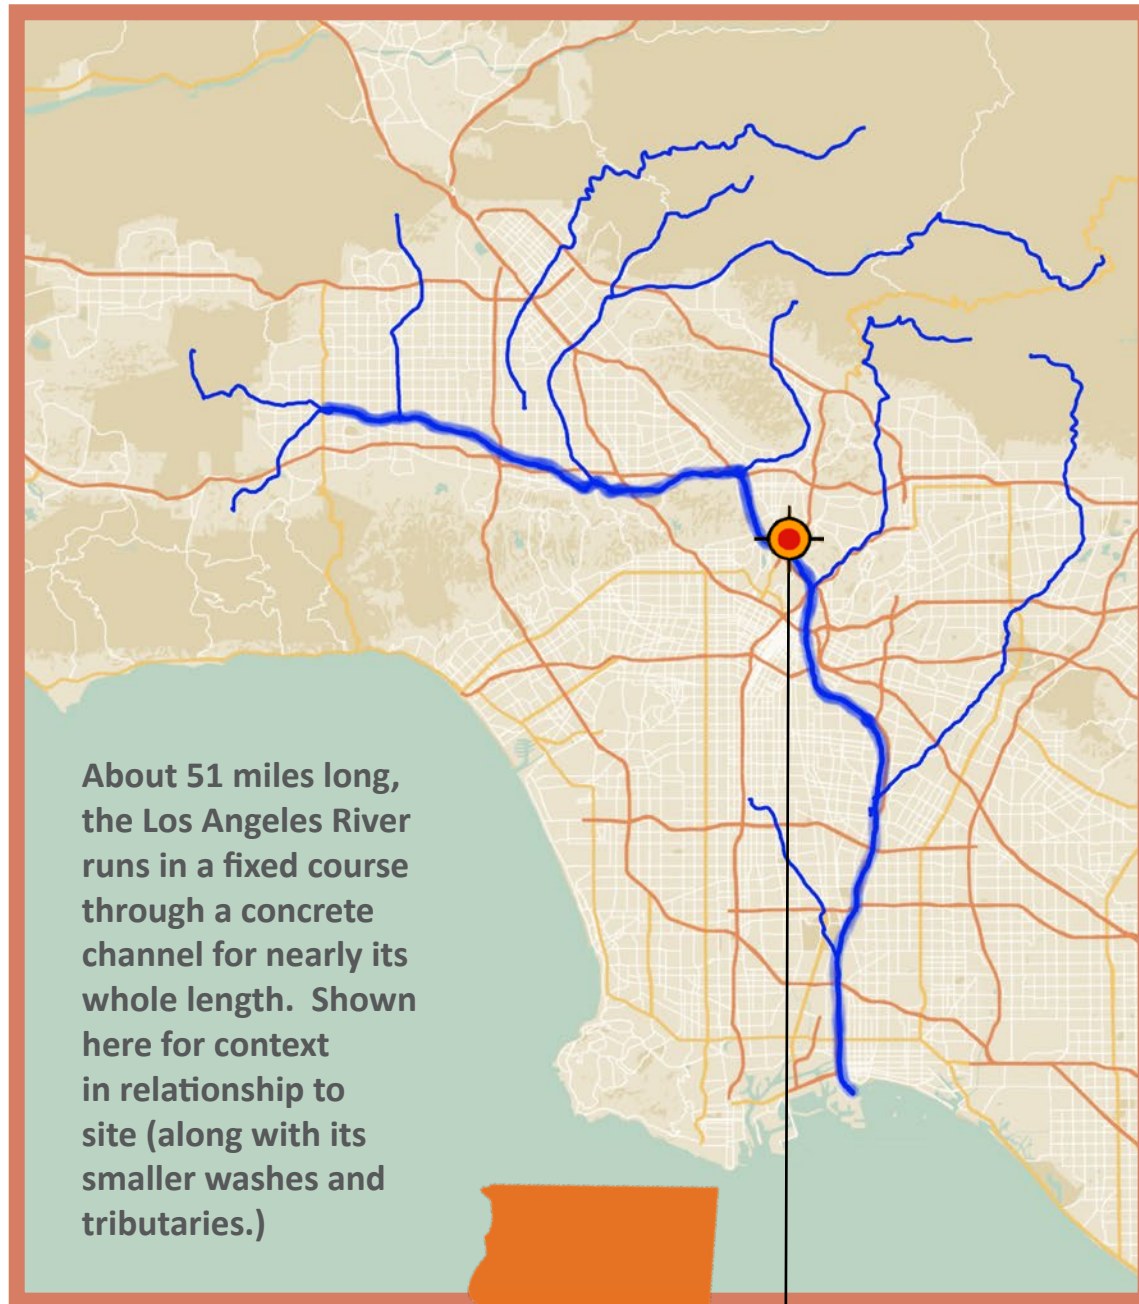 About 51 miles long,
the Los Angeles River
runs in a fixed course
through a concrete
channel for nearly its
whole length.  Shown
here for context
in relationship to
site (along with its
smaller washes and
tributaries.)